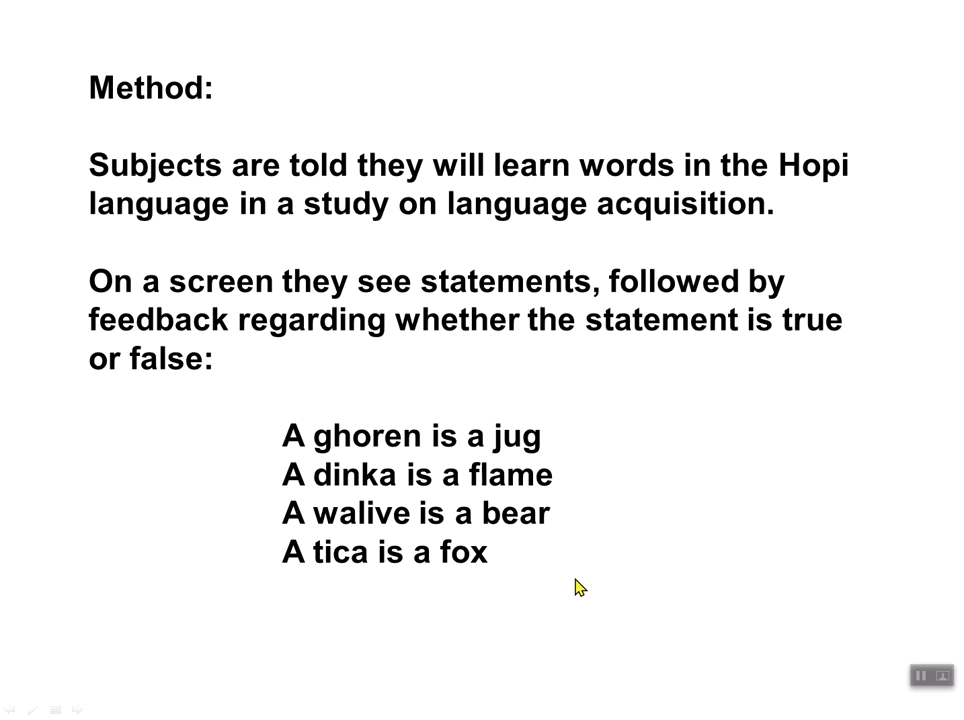 Method:
Subjects are told they will learn words in the Hopi
language in a study on language acquisition.
On a screen they see statements, followed by
feedback regarding whether the statement is true
or false:
A ghoren is a jug
A dinka is a flame
A walive is a bear
A tica is a fox